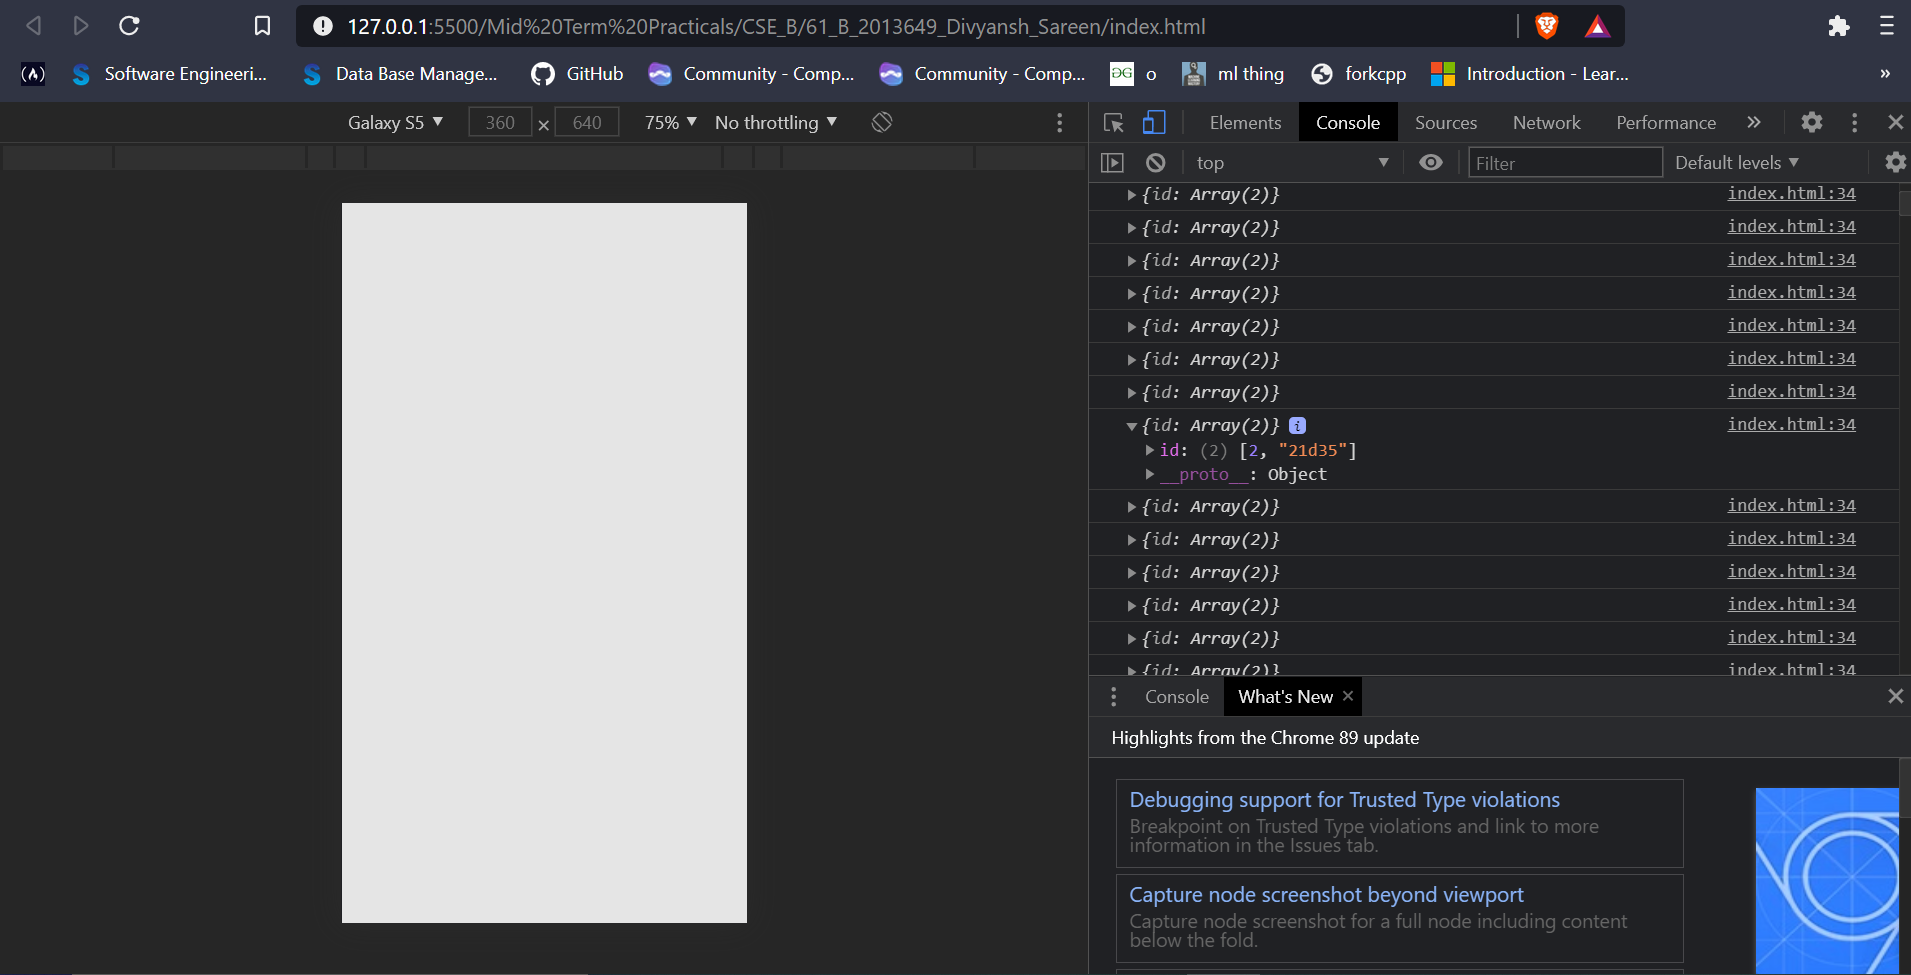 127.0.0.1:5500/Mid%20Term%20Practicals/CSE_B/61_B_2013649_Divyansh_Sareen/index.html
Software Engineeri... Data Base Manage... GitHub Community - Comp... Community - Comp... o ml thing forkcpp Introduction - Lear... »
Galaxy S5 ▼ 360 × 640 75% ▼ No throttling ▼
Elements Console Sources Network Performance »
top ▼ Filter Default levels ▼
▶{id: Array(2)} index.html:34
▶{id: Array(2)} index.html:34
▶{id: Array(2)} index.html:34
▶{id: Array(2)} index.html:34
▶{id: Array(2)} index.html:34
▶{id: Array(2)} index.html:34
▶{id: Array(2)} index.html:34
▼{id: Array(2)} i index.html:34
▶id: (2) [2, "21d35"]
▶__proto__: Object
▶{id: Array(2)} index.html:34
▶{id: Array(2)} index.html:34
▶{id: Array(2)} index.html:34
▶{id: Array(2)} index.html:34
▶{id: Array(2)} index.html:34
▶{id: Array(2)} index.html:34
Console What's New ×
Highlights from the Chrome 89 update
Debugging support for Trusted Type violations
Breakpoint on Trusted Type violations and link to more
information in the Issues tab.
Capture node screenshot beyond viewport
Capture node screenshot for a full node including content
below the fold.